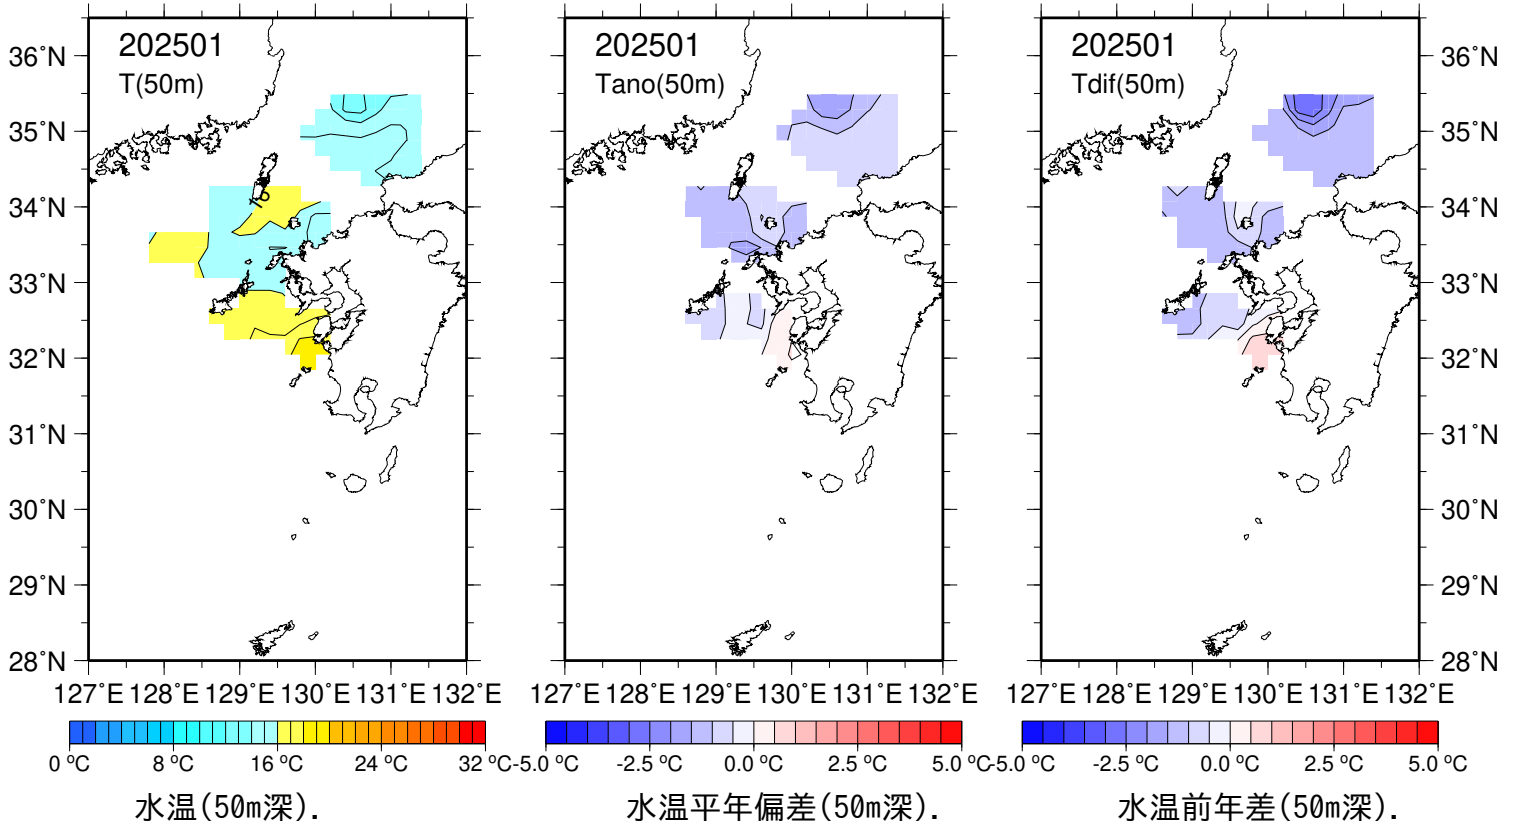 202501
T(50m)
202501
Tano(50m)
202501
Tdif(50m)
36°N
35°N
34°N
33°N
32°N
31°N
30°N
29°N
28°N
36°N
35°N
34°N
33°N
32°N
31°N
30°N
29°N
28°N
127°E 128°E 129°E 130°E 131°E 132°E
127°E 128°E 129°E 130°E 131°E 132°E
127°E 128°E 129°E 130°E 131°E 132°E
0 °C 8 °C 16 °C 24 °C 32 °C
-5.0 °C -2.5 °C 0.0 °C 2.5 °C 5.0 °C
-5.0 °C -2.5 °C 0.0 °C 2.5 °C 5.0 °C
水温(50m深).
水温平年偏差(50m深).
水温前年差(50m深).